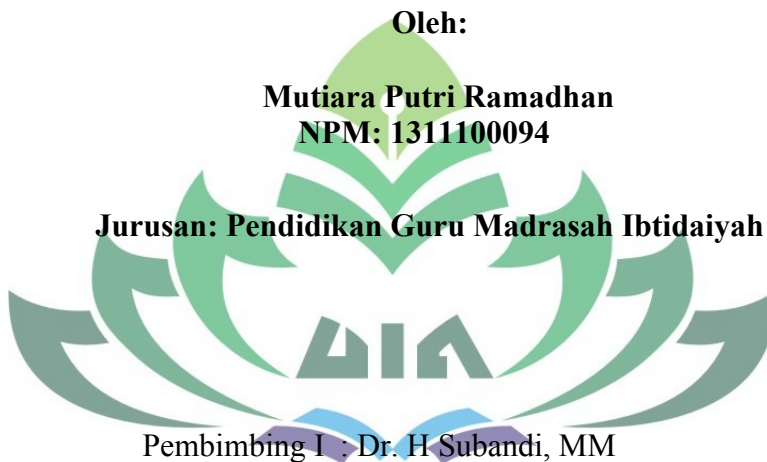 Oleh:
Mutiara Putri Ramadhan
NPM: 1311100094
Jurusan: Pendidikan Guru Madrasah Ibtidaiyah
UIN
Pembimbing I : Dr. H Subandi, MM